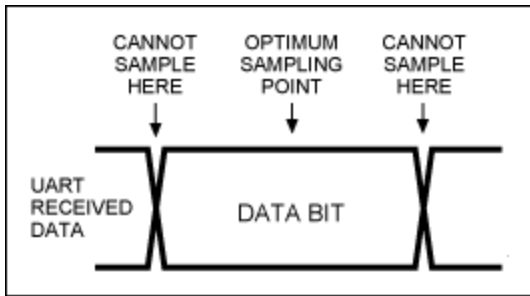 CANNOT
SAMPLE
HERE
OPTIMUM
SAMPLING
POINT
CANNOT
SAMPLE
HERE
UART
RECEIVED
DATA
DATA BIT